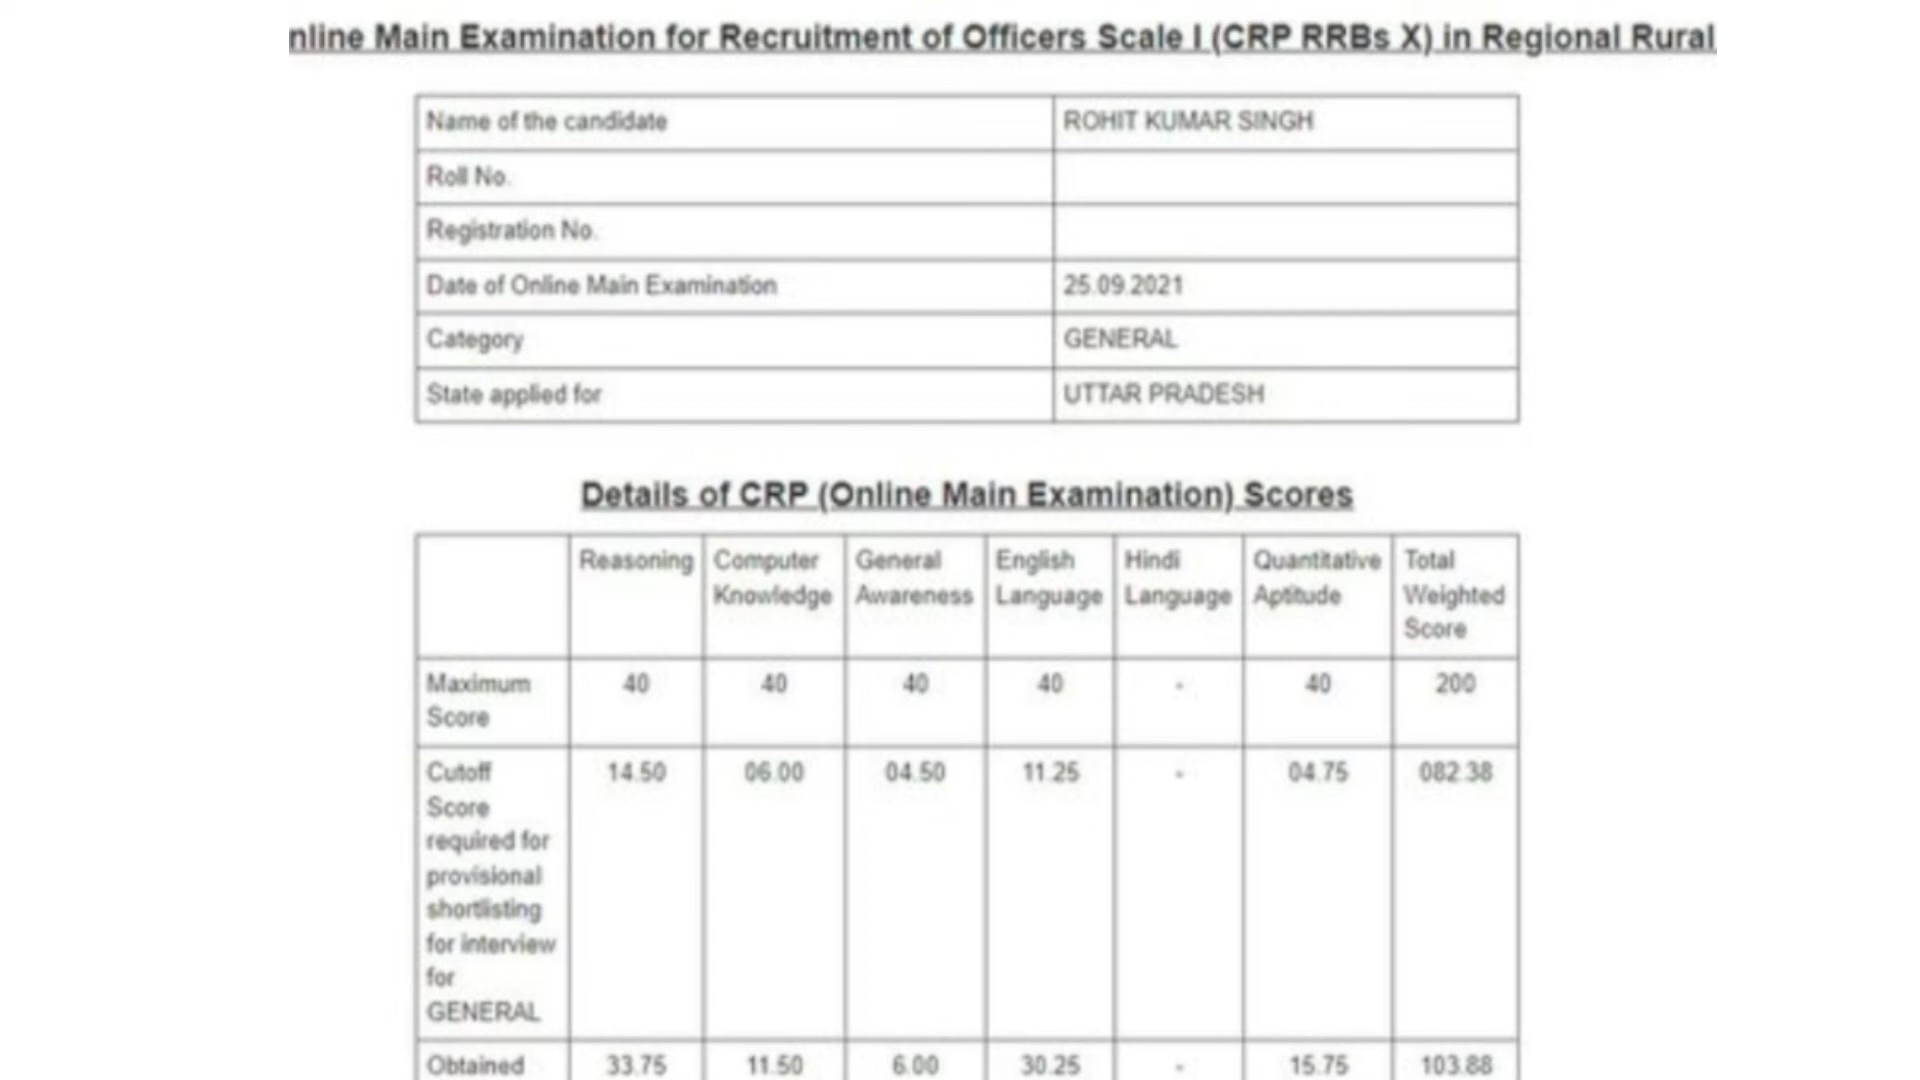 nline Main Examination for Recruitment of Officers Scale I (CRP RRBs X) in Regional Rural
Name of the candidate ROHIT KUMAR SINGH
Roll No.
Registration No.
Date of Online Main Examination 25.09.2021
Category GENERAL
State applied for UTTAR PRADESH
Details of CRP (Online Main Examination) Scores
Reasoning Computer General English Hindi Quantitative Total
Knowledge Awareness Language Language Aptitude Weighted
Score
Maximum 40 40 40 40 - 40 200
Score
Cutoff 14.50 06.00 04.50 11.25 - 04.75 082.38
Score
required for
provisional
shortlisting
for interview
for
GENERAL
Obtained 33.75 11.50 6.00 30.25 - 15.75 103.88